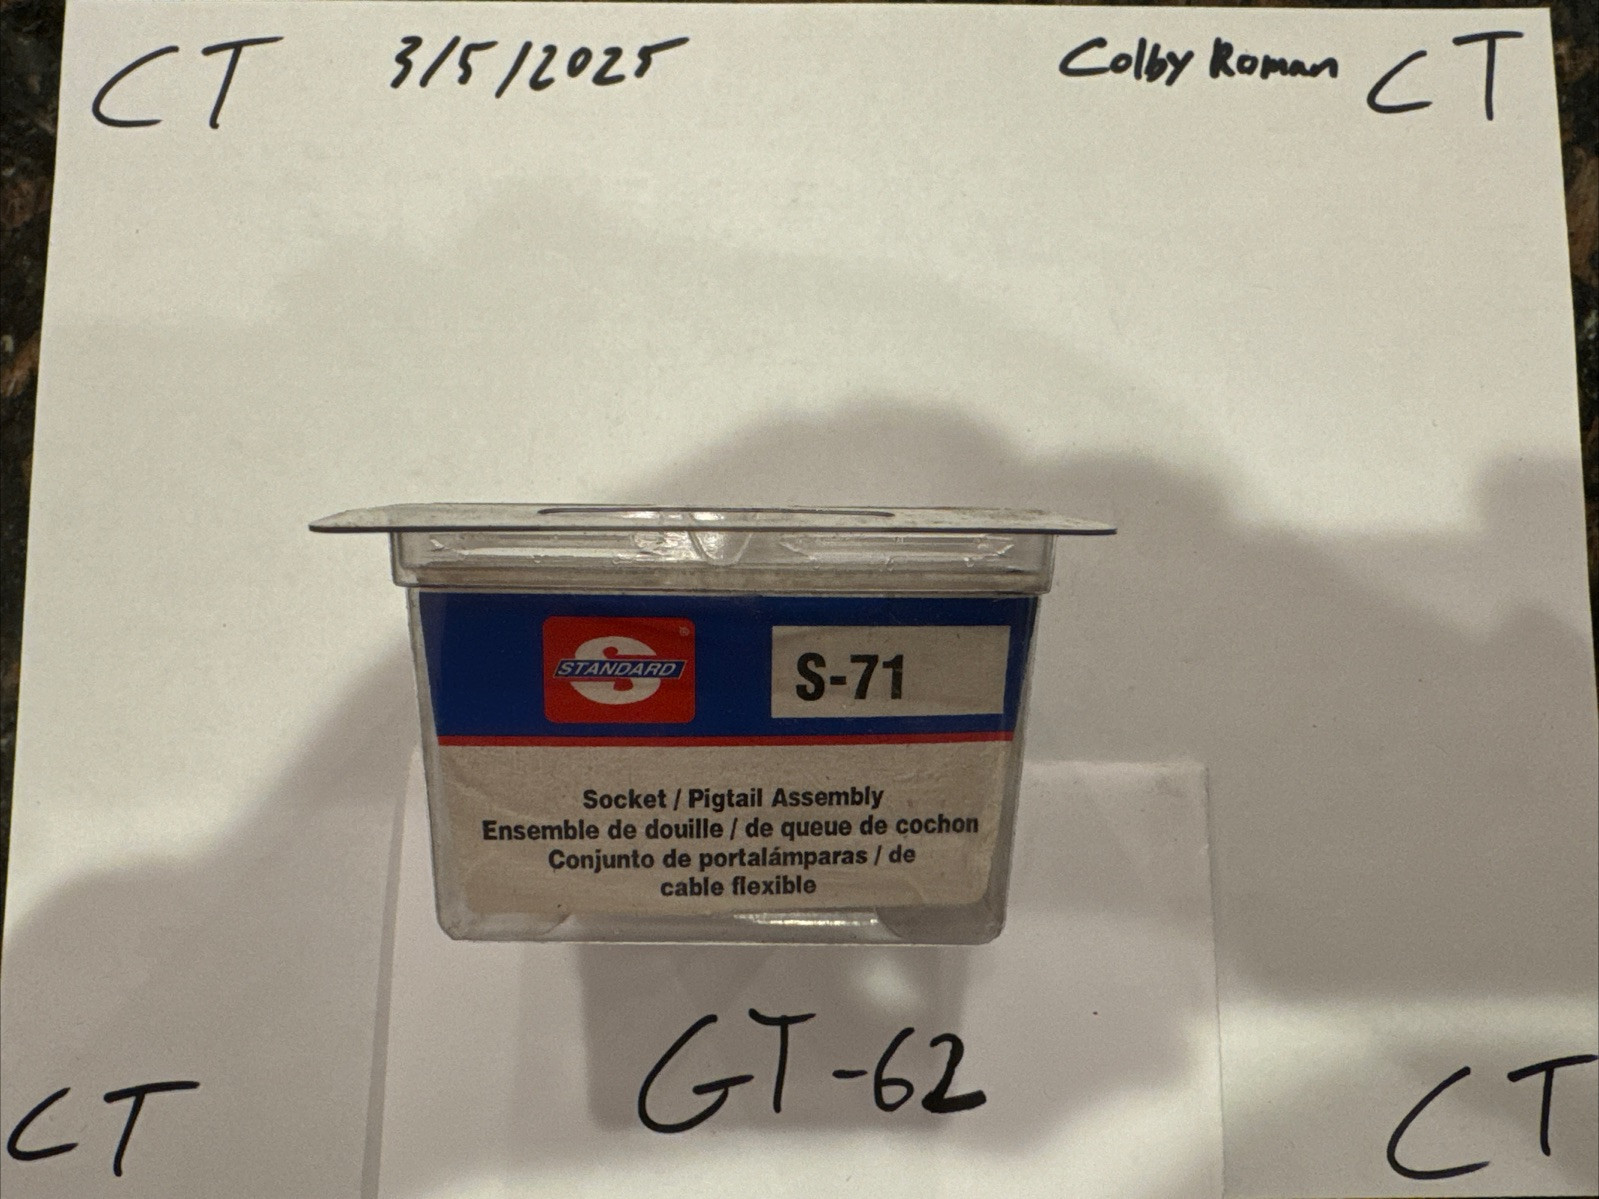 CT 3/5/2025 Colby Roman CT
STANDARD ®
S-71
Socket / Pigtail Assembly
Ensemble de douille / de queue de cochon
Conjunto de portalámparas / de
cable flexible
GT-62
CT CT